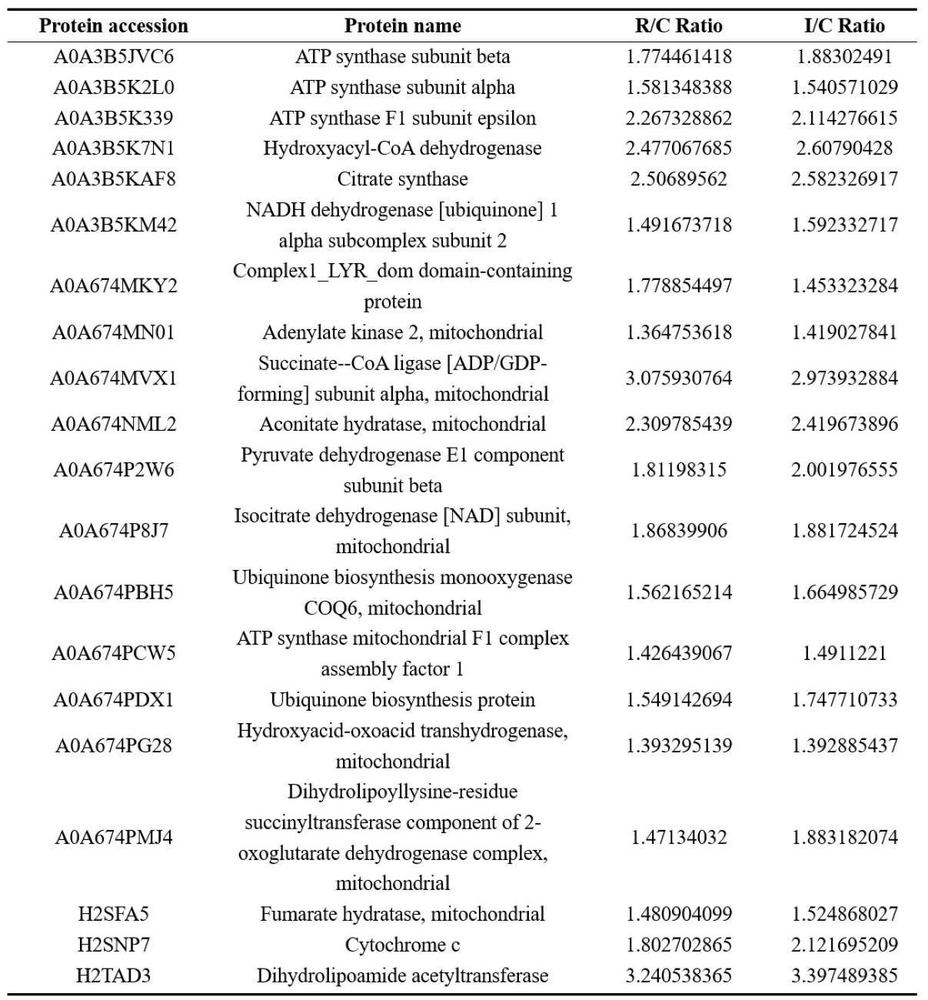 Protein accession Protein name R/C Ratio I/C Ratio
A0A3B5JVC6 ATP synthase subunit beta 1.774461418 1.88302491
A0A3B5K2L0 ATP synthase subunit alpha 1.581348388 1.540571029
A0A3B5K339 ATP synthase F1 subunit epsilon 2.267328862 2.114276615
A0A3B5K7N1 Hydroxyacyl-CoA dehydrogenase 2.477067685 2.60790428
A0A3B5KAF8 Citrate synthase 2.50689562 2.582326917
NADH dehydrogenase [ubiquinone] 1
A0A3B5KM42 1.491673718 1.592332717
alpha subcomplex subunit 2
Complex1_LYR_dom domain-containing
A0A674MKY2 1.778854497 1.453323284
protein
A0A674MN01 Adenylate kinase 2, mitochondrial 1.364753618 1.419027841
Succinate--CoA ligase [ADP/GDP-
A0A674MVX1 3.075930764 2.973932884
forming] subunit alpha, mitochondrial
A0A674NML2 Aconitate hydratase, mitochondrial 2.309785439 2.419673896
Pyruvate dehydrogenase E1 component
A0A674P2W6 1.81198315 2.001976555
subunit beta
Isocitrate dehydrogenase [NAD] subunit,
A0A674P8J7 1.86839906 1.881724524
mitochondrial
Ubiquinone biosynthesis monooxygenase
A0A674PBH5 1.562165214 1.664985729
COQ6, mitochondrial
ATP synthase mitochondrial F1 complex
A0A674PCW5 1.426439067 1.4911221
assembly factor 1
A0A674PDX1 Ubiquinone biosynthesis protein 1.549142694 1.747710733
Hydroxyacid-oxoacid transhydrogenase,
A0A674PG28 1.393295139 1.392885437
mitochondrial
Dihydrolipoyllysine-residue
succinyltransferase component of 2-
A0A674PMJ4 1.47134032 1.883182074
oxoglutarate dehydrogenase complex,
mitochondrial
H2SFA5 Fumarate hydratase, mitochondrial 1.480904099 1.524868027
H2SNP7 Cytochrome c 1.802702865 2.121695209
H2TAD3 Dihydrolipoamide acetyltransferase 3.240538365 3.397489385